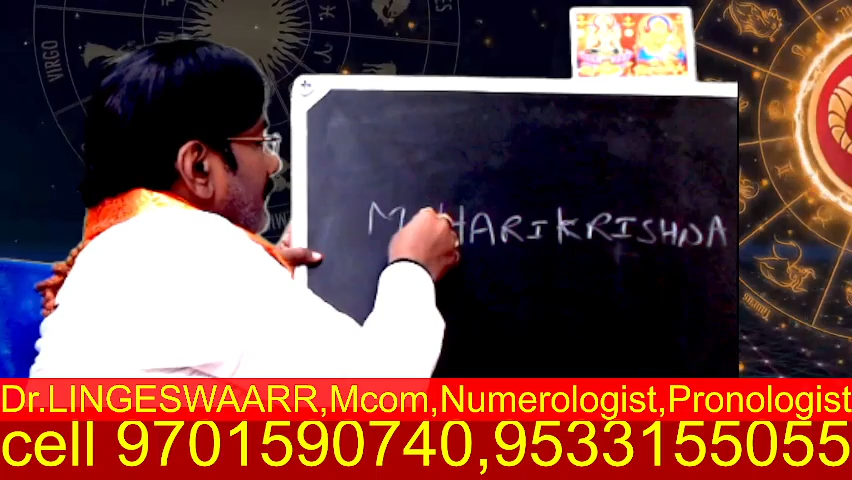 VIRGO
M HARIKRISHNA
Dr.LINGESWAARR,Mcom,Numerologist,Pronologist
cell 9701590740,9533155055